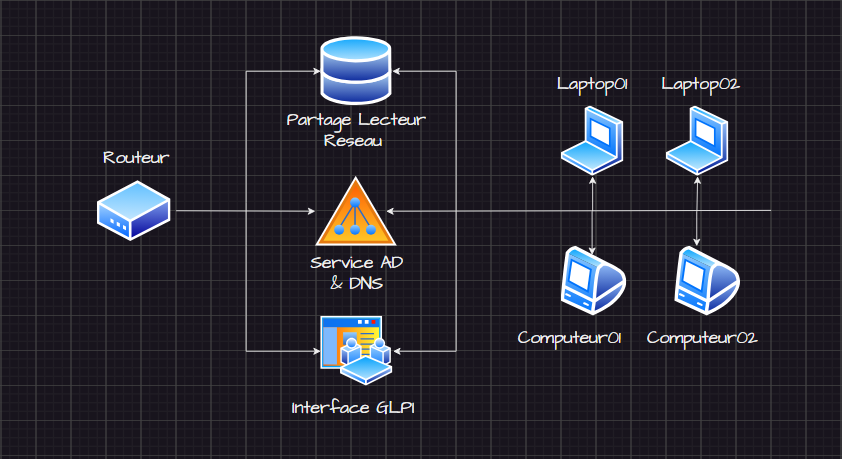 Laptop01
Laptop02
Partage Lecteur
Reseau
Routeur
Service AD
& DNS
Computeur01
Computeur02
Interface GLPI